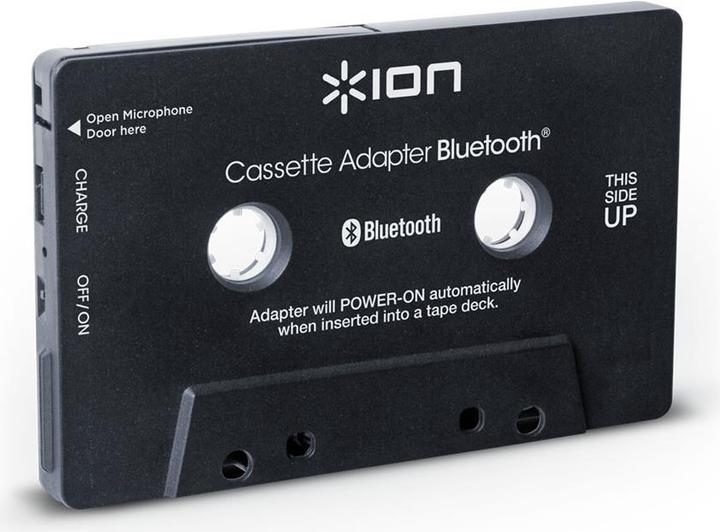 ION
Open Microphone
Door here
Cassette Adapter Bluetooth®
CHARGE
THIS
SIDE
UP
Bluetooth
OFF/ON
Adapter will POWER-ON automatically
when inserted into a tape deck.